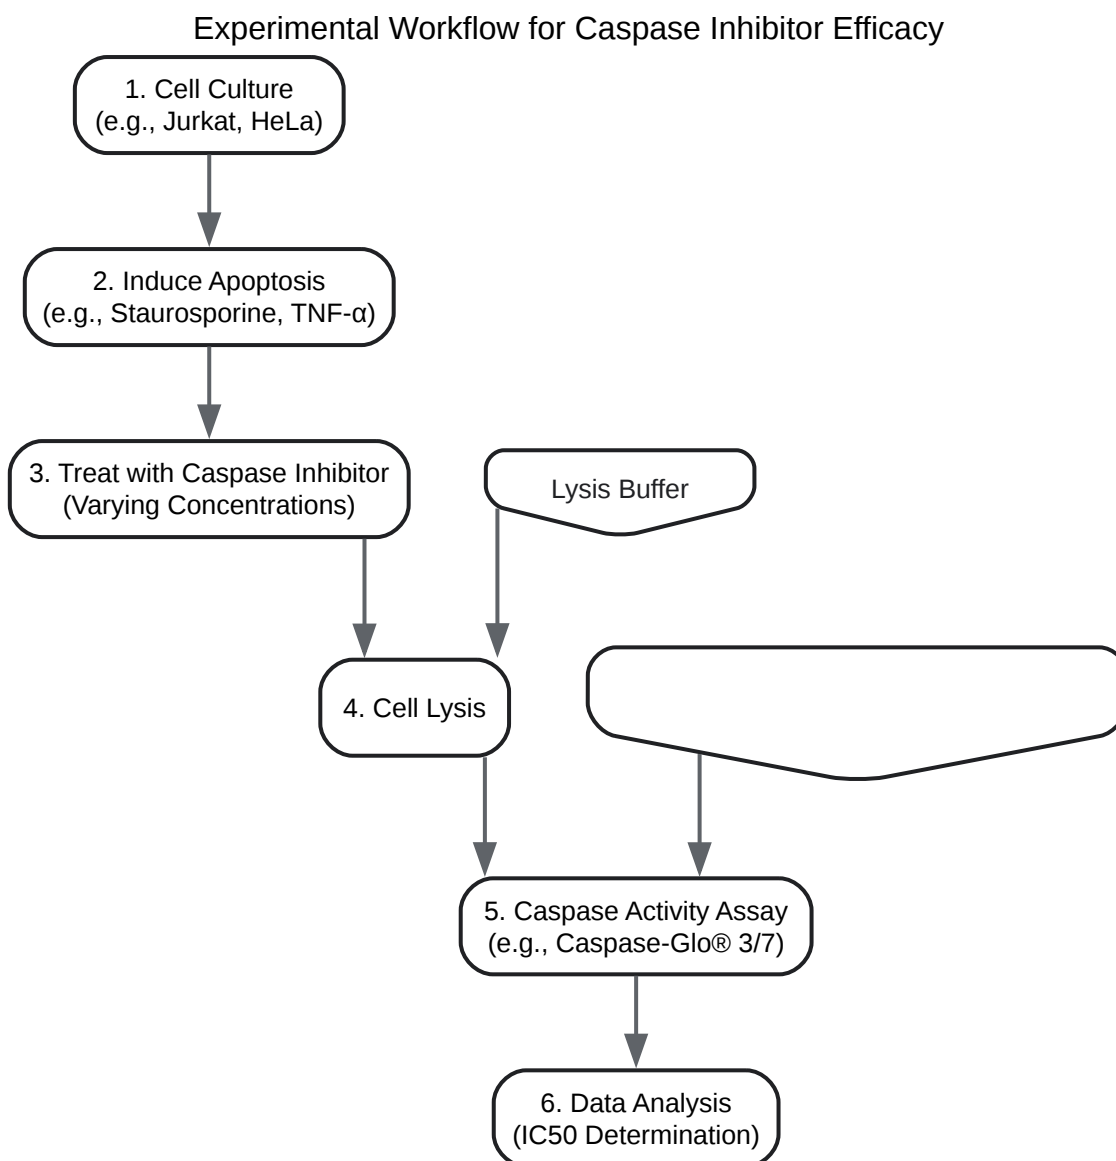 Experimental Workflow for Caspase Inhibitor Efficacy
1. Cell Culture
(e.g., Jurkat, HeLa)
2. Induce Apoptosis
(e.g., Staurosporine, TNF-α)
3. Treat with Caspase Inhibitor
(Varying Concentrations)
Lysis Buffer
4. Cell Lysis
5. Caspase Activity Assay
(e.g., Caspase-Glo® 3/7)
6. Data Analysis
(IC50 Determination)